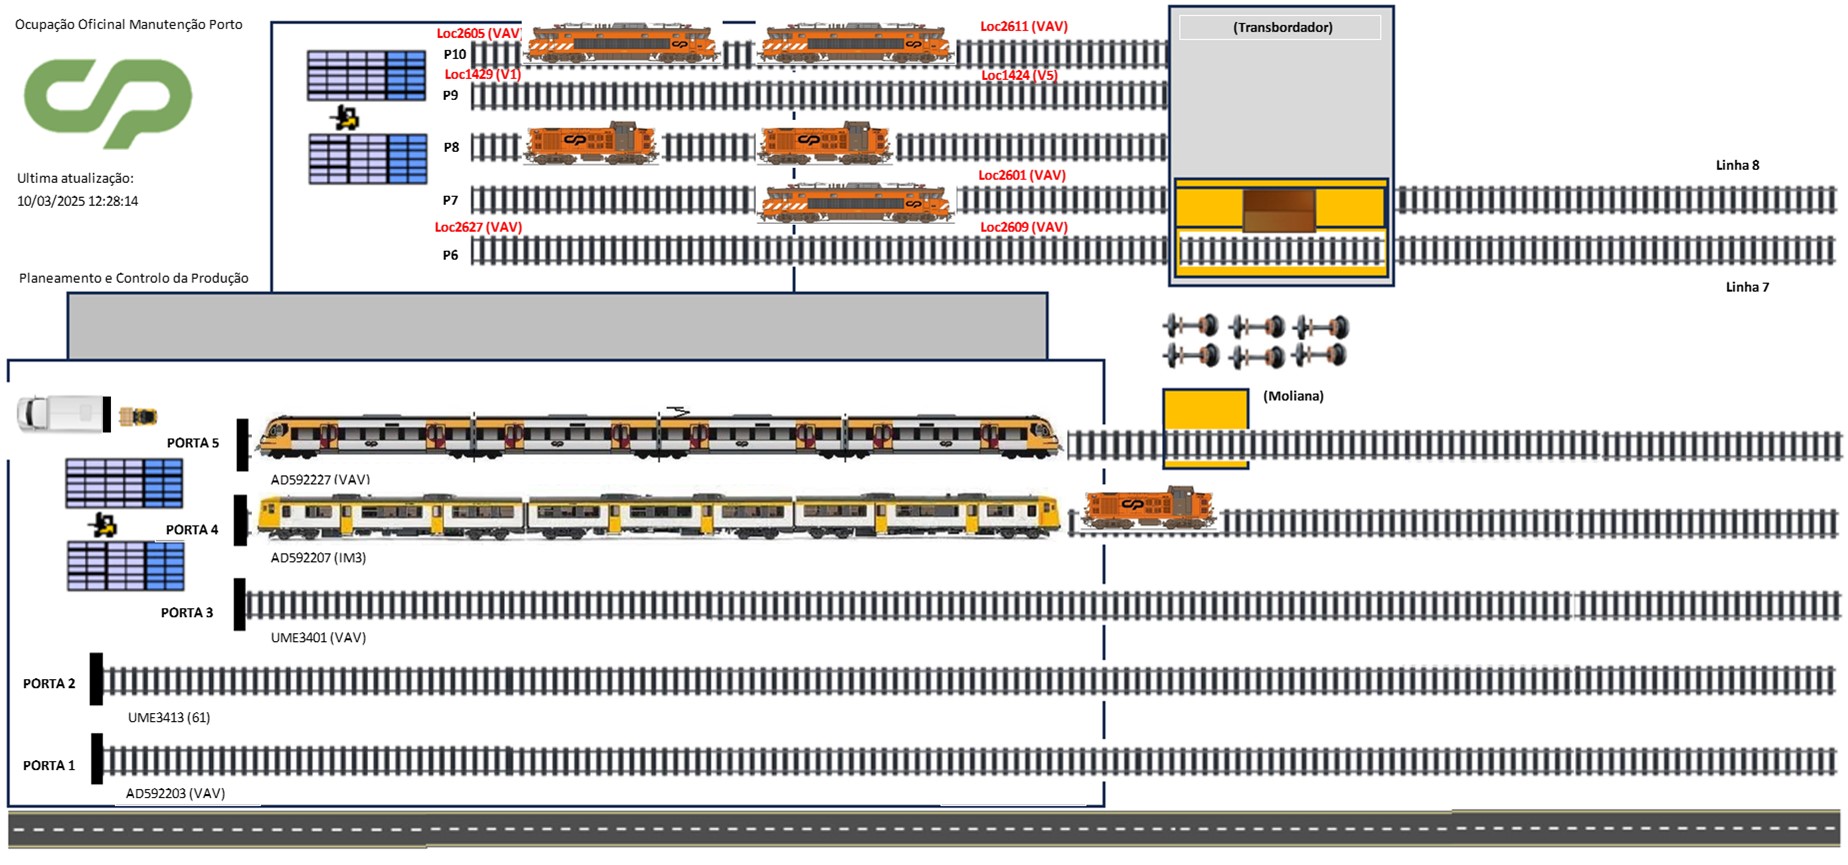 Ocupação Oficinal Manutenção Porto
CP
Ultima atualização:
10/03/2025 12:28:14
Planeamento e Controlo da Produção
Loc2605 (VAV)
Loc2611 (VAV)
P10
Loc1429 (V1)
Loc1424 (V5)
P9
P8
Loc2601 (VAV)
P7
Loc2627 (VAV)
Loc2609 (VAV)
P6
(Transbordador)
Linha 8
Linha 7
(Moliana)
PORTA 5
AD592227 (VAV)
PORTA 4
AD592207 (IM3)
PORTA 3
UME3401 (VAV)
PORTA 2
UME3413 (61)
PORTA 1
AD592203 (VAV)